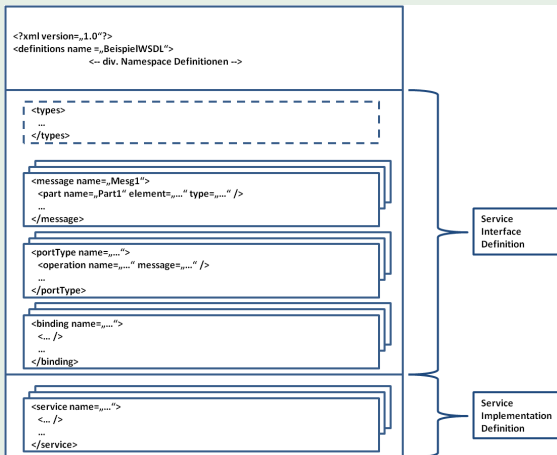 <?xml version=„1.0“?>
<definitions name =„BeispielWSDL“>
<-- div. Namespace Definitionen -->
<types>
...
</types>
<message name=„Mesg1“>
<part name=„Part1“ element=„...“ type=„...“ />
...
</message>
<portType name=„...“>
<operation name=„...“ message=„...“ />
...
</portType>
<binding name=„...“>
<... />
...
</binding>
<service name=„...“>
<... />
...
</service>
Service
Interface
Definition
Service
Implementation
Definition